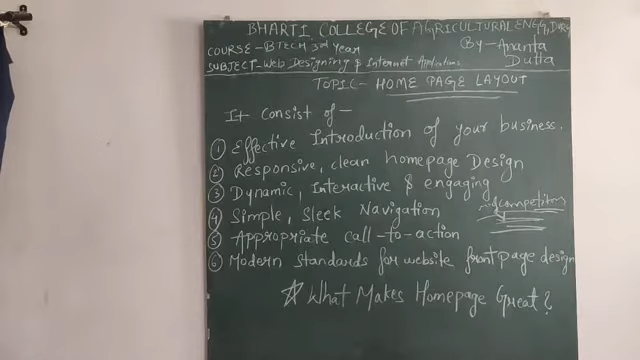 BHARTI COLLEGE OF AGRICULTURAL ENGG, DURG
COURSE - BTECH 3rd Year
By - Ananta Dutta
SUBJECT - Web Designing & Internet Applications
TOPIC - HOME PAGE LAYOUT
It consist of -
1 Effective Introduction of your business.
2 Responsive, clean homepage Design
3 Dynamic, Interactive & engaging
competitors
4 Simple, Sleek Navigation
5 Appropriate call-to-action
6 Modern Standards for website front page design
What Makes Homepage Great?